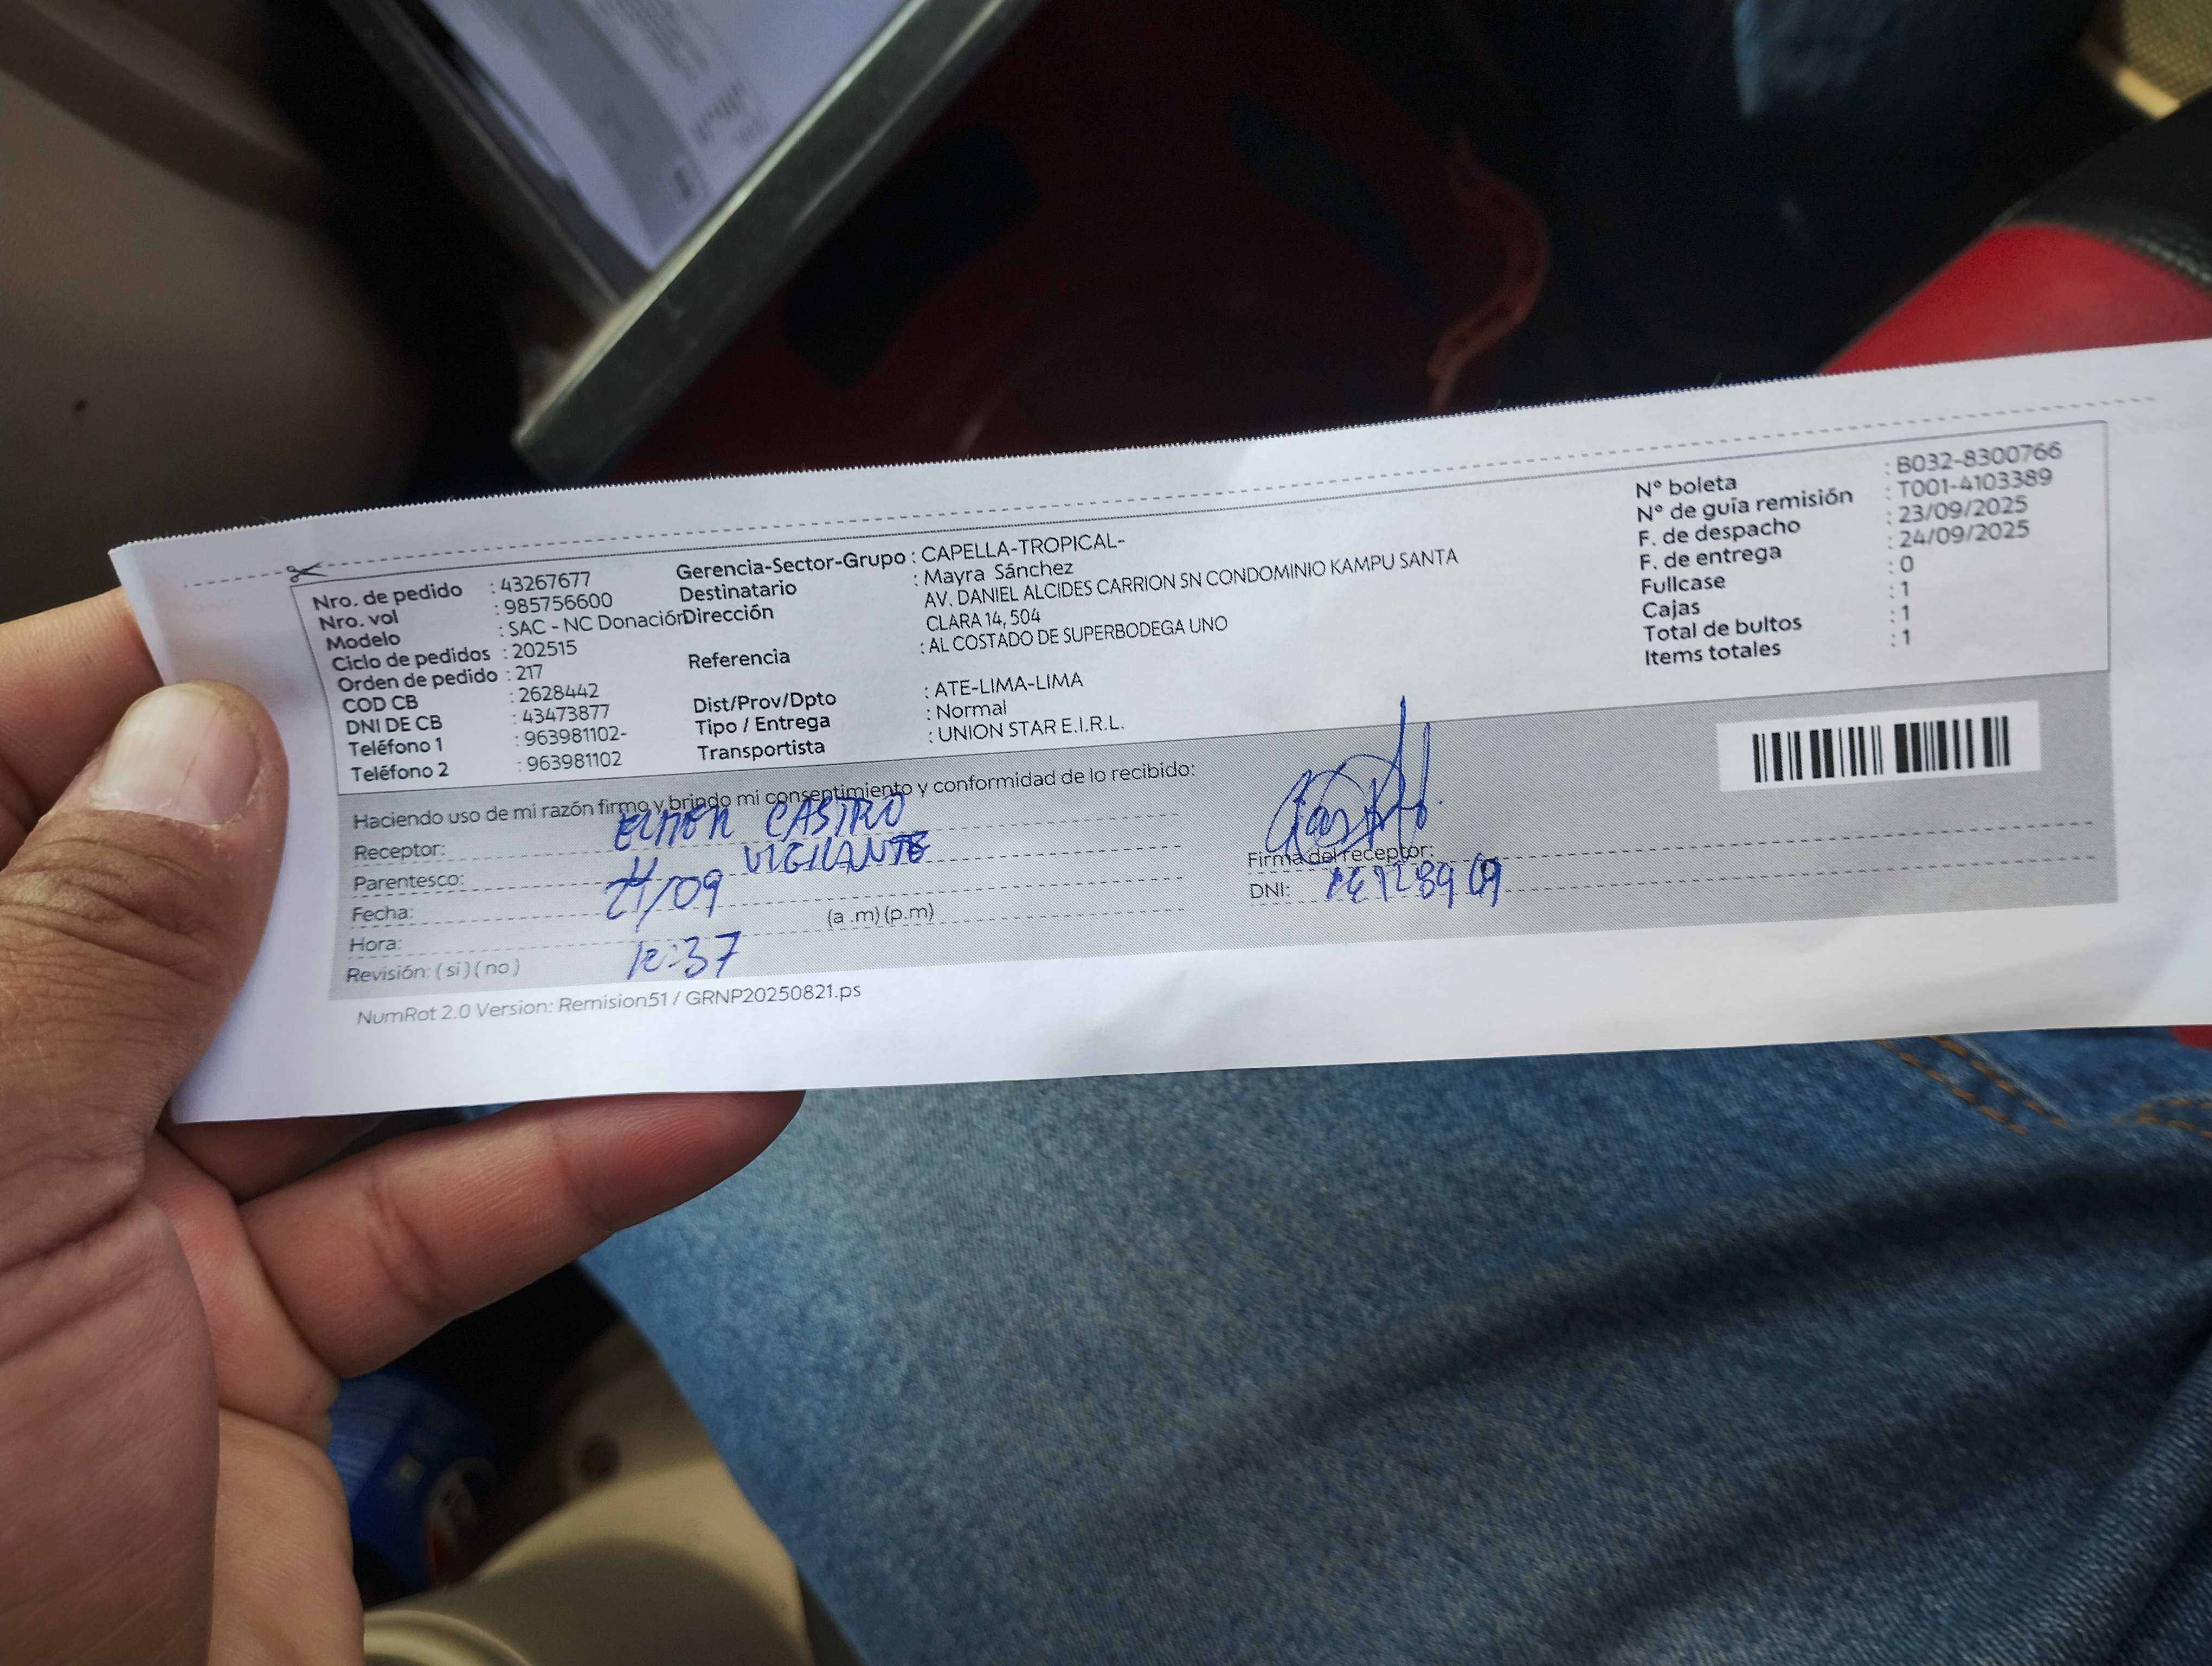 Nro. de pedido : 43267677
Nro. vol : 985756600
Modelo : SAC - NC Donación
Ciclo de pedidos : 202515
Orden de pedido : 217
COD CB : 2628442
DNI DE CB : 43473877
Teléfono 1 : 963981102-
Teléfono 2 : 963981102
Gerencia-Sector-Grupo : CAPELLA-TROPICAL-
Destinatario : Mayra Sánchez
Dirección AV. DANIEL ALCIDES CARRION SN CONDOMINIO KAMPU SANTA
CLARA 14, 504
Referencia : AL COSTADO DE SUPERBODEGA UNO
Dist/Prov/Dpto : ATE-LIMA-LIMA
Tipo / Entrega : Normal
Transportista : UNION STAR E.I.R.L.
N° boleta : B032-8300766
N° de guía remisión : T001-4103389
F. de despacho : 23/09/2025
F. de entrega : 24/09/2025
Fullcase : 0
Cajas : 1
Total de bultos : 1
Items totales : 1
Haciendo uso de mi razón firmo y brindo mi consentimiento y conformidad de lo recibido:
Receptor: ELMER CASTRO
Parentesco: VIGILANTE
Fecha: 24/09
Hora: (a .m) (p.m)
Revisión: ( si ) ( no ) 12:37
Firma del receptor:
DNI:
NumRot 2.0 Version: Remision51 / GRNP20250821.ps